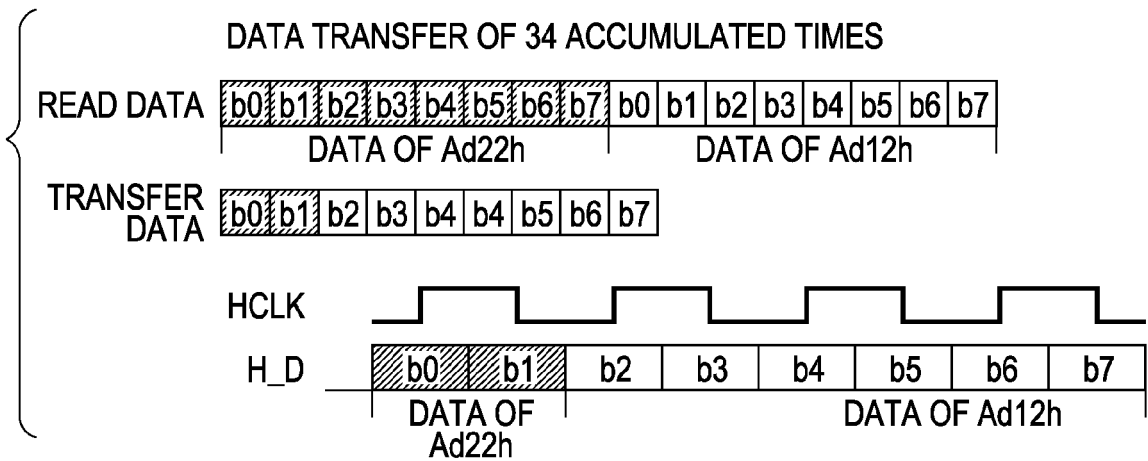 DATA TRANSFER OF 34 ACCUMULATED TIMES
READ DATA b0 b1 b2 b3 b4 b5 b6 b7 b0 b1 b2 b3 b4 b5 b6 b7
DATA OF Ad22h DATA OF Ad12h
TRANSFER
DATA b0 b1 b2 b3 b4 b4 b5 b6 b7
HCLK
H_D b0 b1 b2 b3 b4 b5 b6 b7
DATA OF DATA OF Ad12h
Ad22h